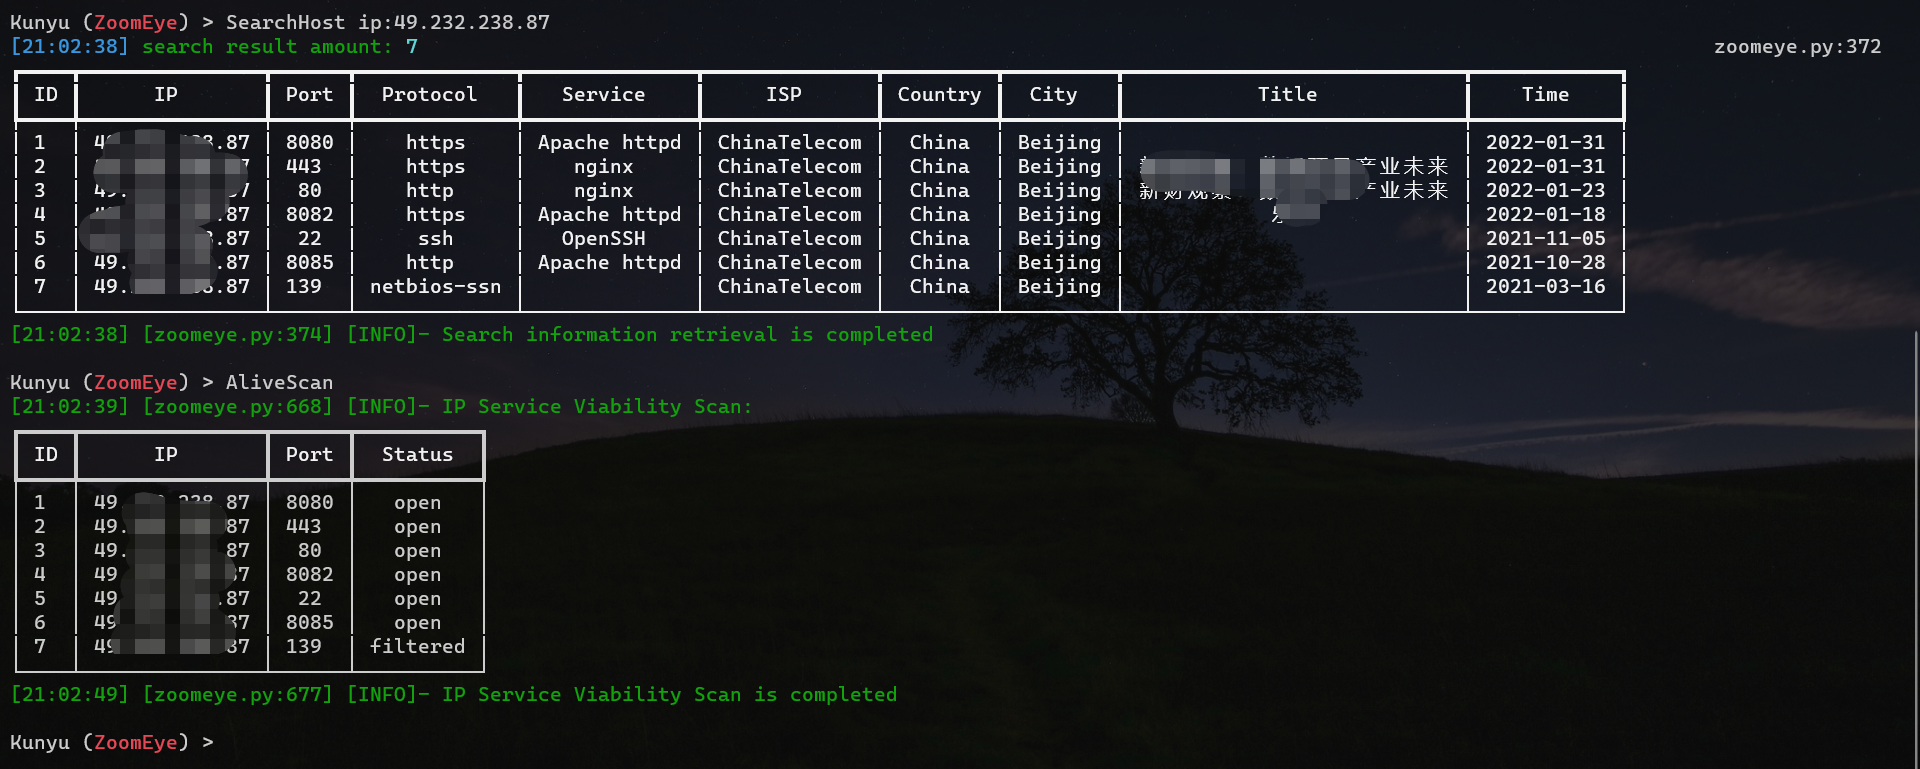 Kunyu (ZoomEye) > SearchHost ip:49.232.238.87
[21:02:38] search result amount: 7 zoomeye.py:372
ID IP Port Protocol Service ISP Country City Title Time
1 .87 8080 https Apache httpd ChinaTelecom China Beijing 2022-01-31
2 443 https nginx ChinaTelecom China Beijing 产业未来 2022-01-31
3 80 http nginx ChinaTelecom China Beijing 产业未来 2022-01-23
4 .87 8082 https Apache httpd ChinaTelecom China Beijing 2022-01-18
5 .87 22 ssh OpenSSH ChinaTelecom China Beijing 2021-11-05
6 49. .87 8085 http Apache httpd ChinaTelecom China Beijing 2021-10-28
7 49. .87 139 netbios-ssn ChinaTelecom China Beijing 2021-03-16
[21:02:38] [zoomeye.py:374] [INFO]- Search information retrieval is completed
Kunyu (ZoomEye) > AliveScan
[21:02:39] [zoomeye.py:668] [INFO]- IP Service Viability Scan:
ID IP Port Status
1 49 .87 8080 open
2 49. 87 443 open
3 49. 87 80 open
4 49 8082 open
5 49 .87 22 open
6 49 8085 open
7 49 87 139 filtered
[21:02:49] [zoomeye.py:677] [INFO]- IP Service Viability Scan is completed
Kunyu (ZoomEye) >